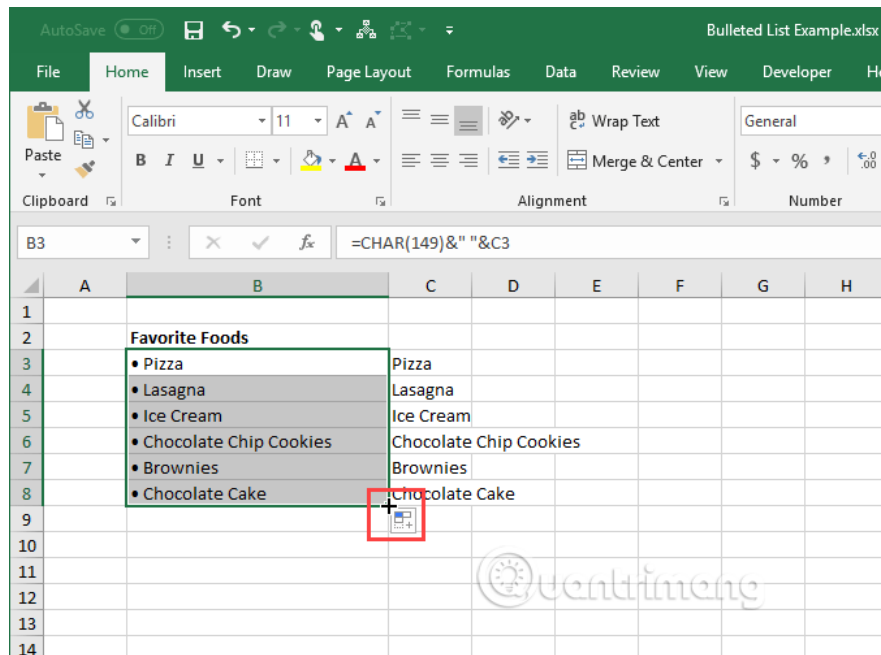 AutoSave Off Bulleted List Example.xlsx
File Home Insert Draw Page Layout Formulas Data Review View Developer
Calibri 11 A A ab Wrap Text General
Paste B I U A Merge & Center $ % , .00
Clipboard Font Alignment Number
B3 fx =CHAR(149)&" "&C3
A B C D E F G H
1
2 Favorite Foods
3 • Pizza Pizza
4 • Lasagna Lasagna
5 • Ice Cream Ice Cream
6 • Chocolate Chip Cookies Chocolate Chip Cookies
7 • Brownies Brownies
8 • Chocolate Cake Chocolate Cake
9
10
11
12 Quantrimang
13
14